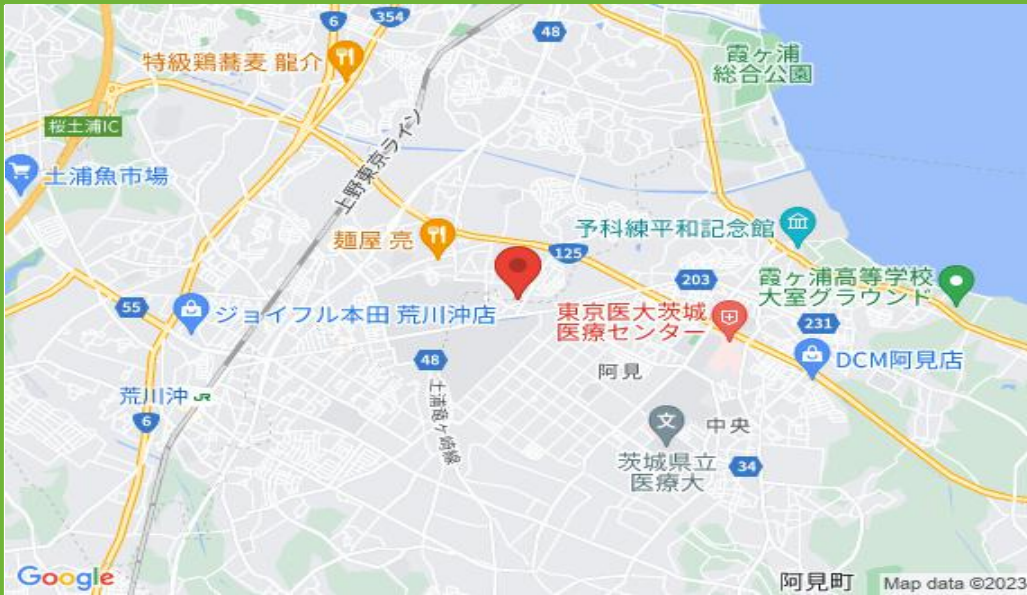 6
354
48
特級鶏蕎麦 龍介
霞ヶ浦
総合公園
桜土浦IC
上野東京ライン
土浦魚市場
予科練平和記念館
麺屋 亮
125
203
霞ヶ浦高等学校
大室グラウンド
55
ジョイフル本田 荒川沖店
東京医大茨城
医療センター
231
48
阿見
DCM阿見店
荒川沖 JR
土浦竜ヶ崎線
6
文
中央
茨城県立
医療大
34
Google
阿見町
Map data ©2023